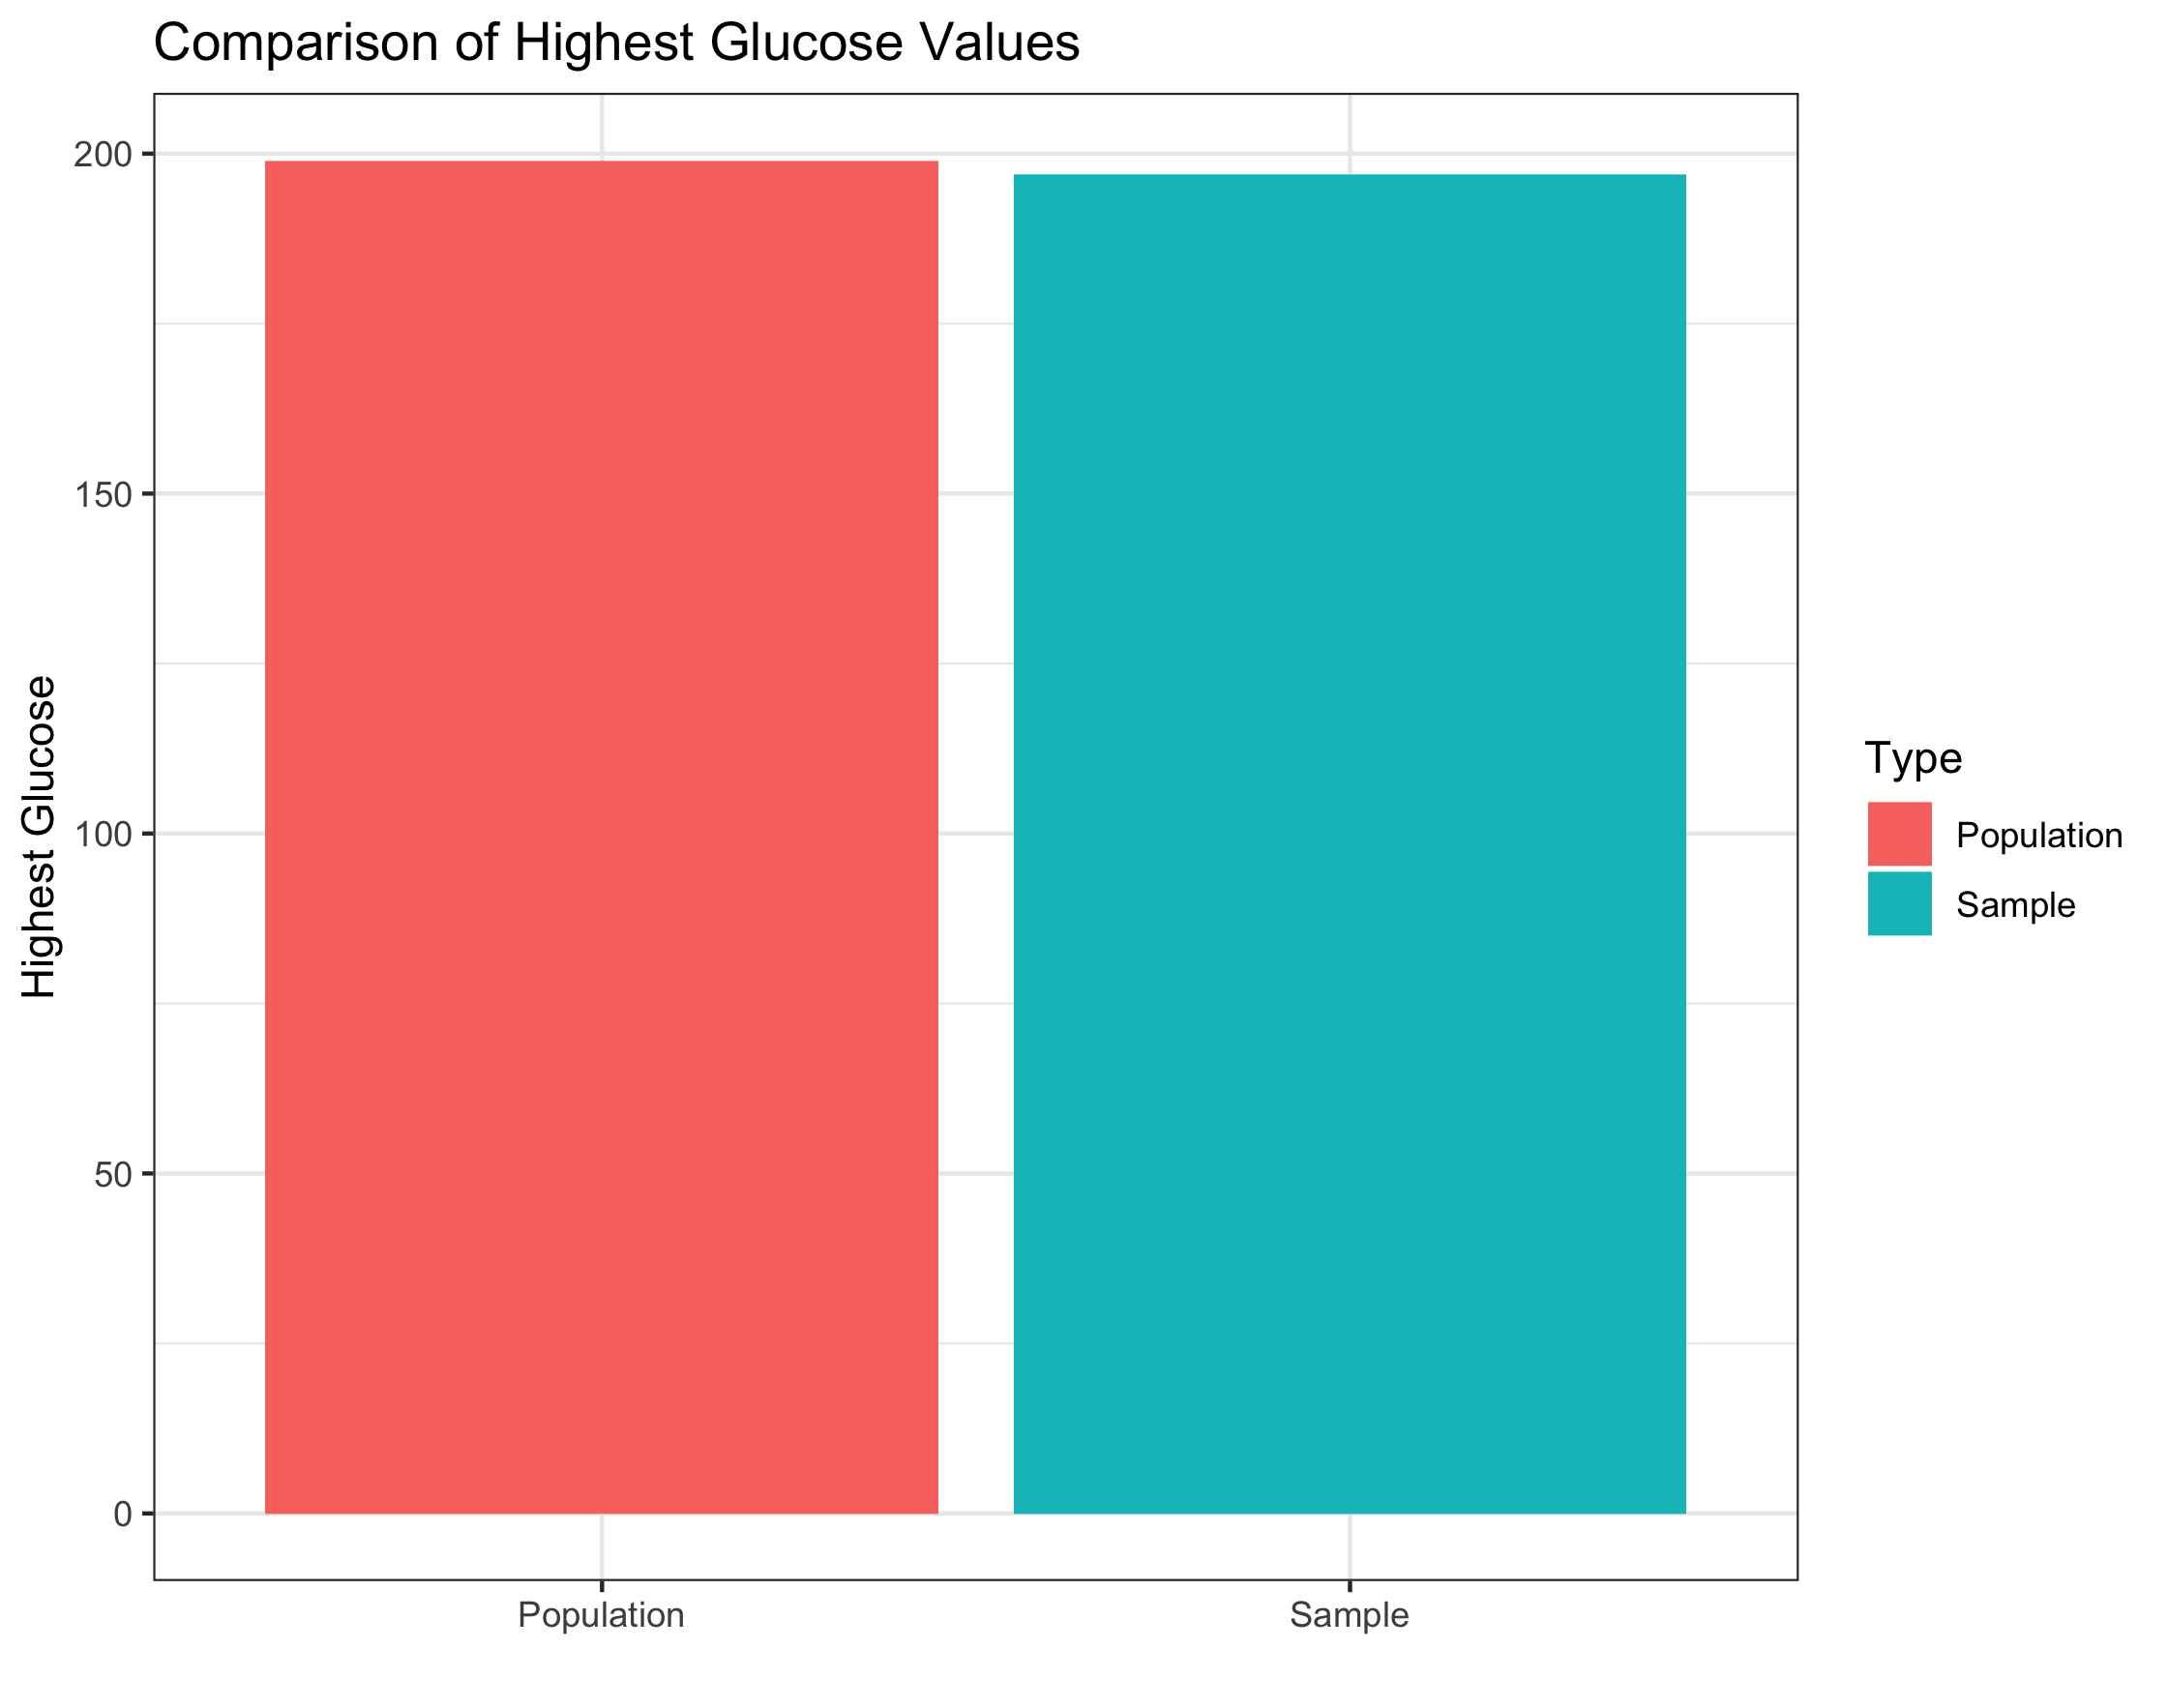 Comparison of Highest Glucose Values
Highest Glucose
200
150
100
50
0
Population
Sample
Type
Population
Sample